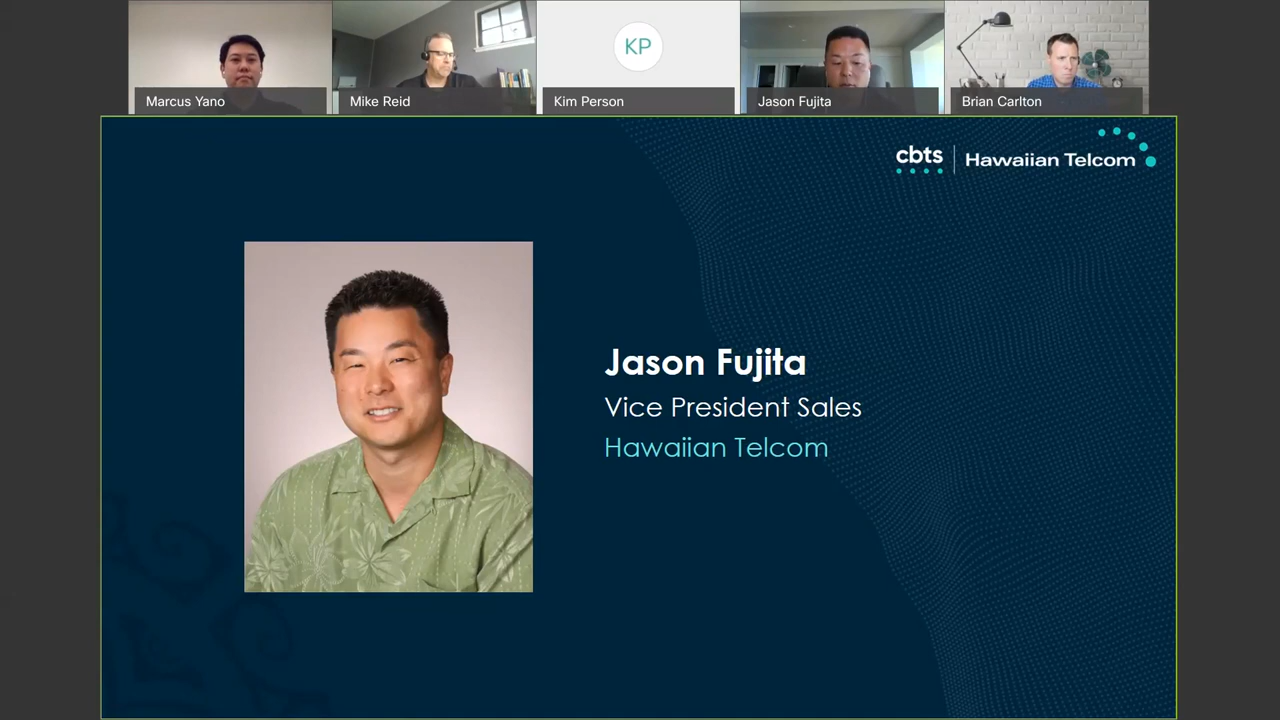 KP
Marcus Yano
Mike Reid
Kim Person
Jason Fujita
Brian Carlton
cbts
Hawaiian Telcom
Jason Fujita
Vice President Sales
Hawaiian Telcom